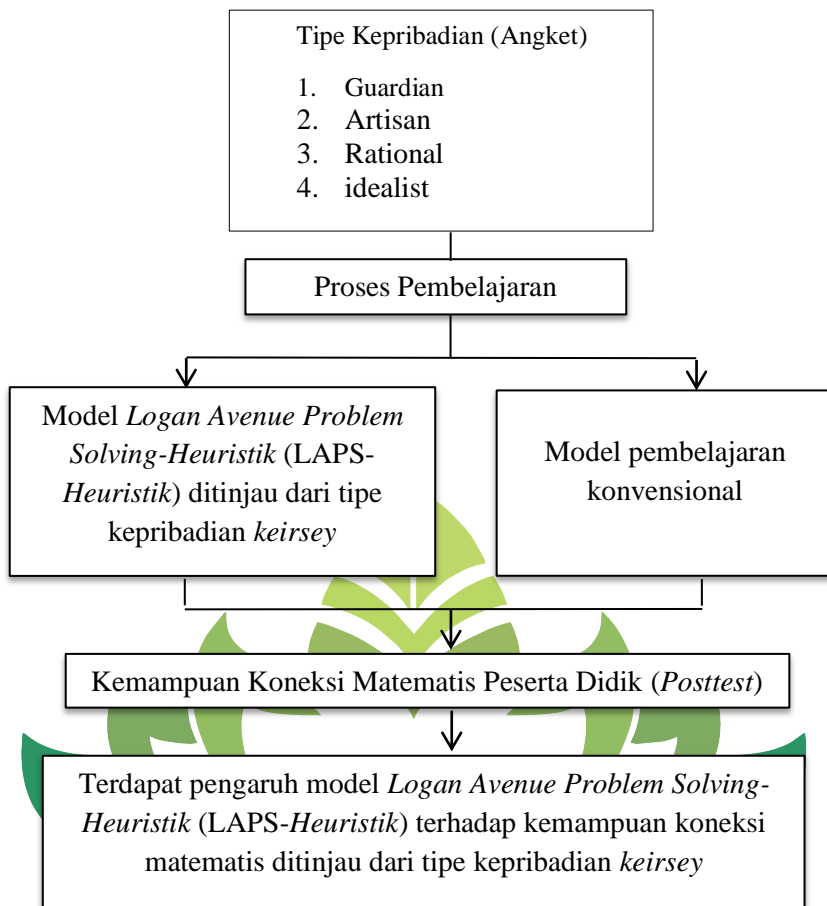 Tipe Kepribadian (Angket)
1. Guardian
2. Artisan
3. Rational
4. idealist
Proses Pembelajaran
Model Logan Avenue Problem
Solving-Heuristik (LAPS-
Heuristik) ditinjau dari tipe
kepribadian keirsey
Model pembelajaran
konvensional
Kemampuan Koneksi Matematis Peserta Didik (Posttest)
Terdapat pengaruh model Logan Avenue Problem Solving-
Heuristik (LAPS-Heuristik) terhadap kemampuan koneksi
matematis ditinjau dari tipe kepribadian keirsey